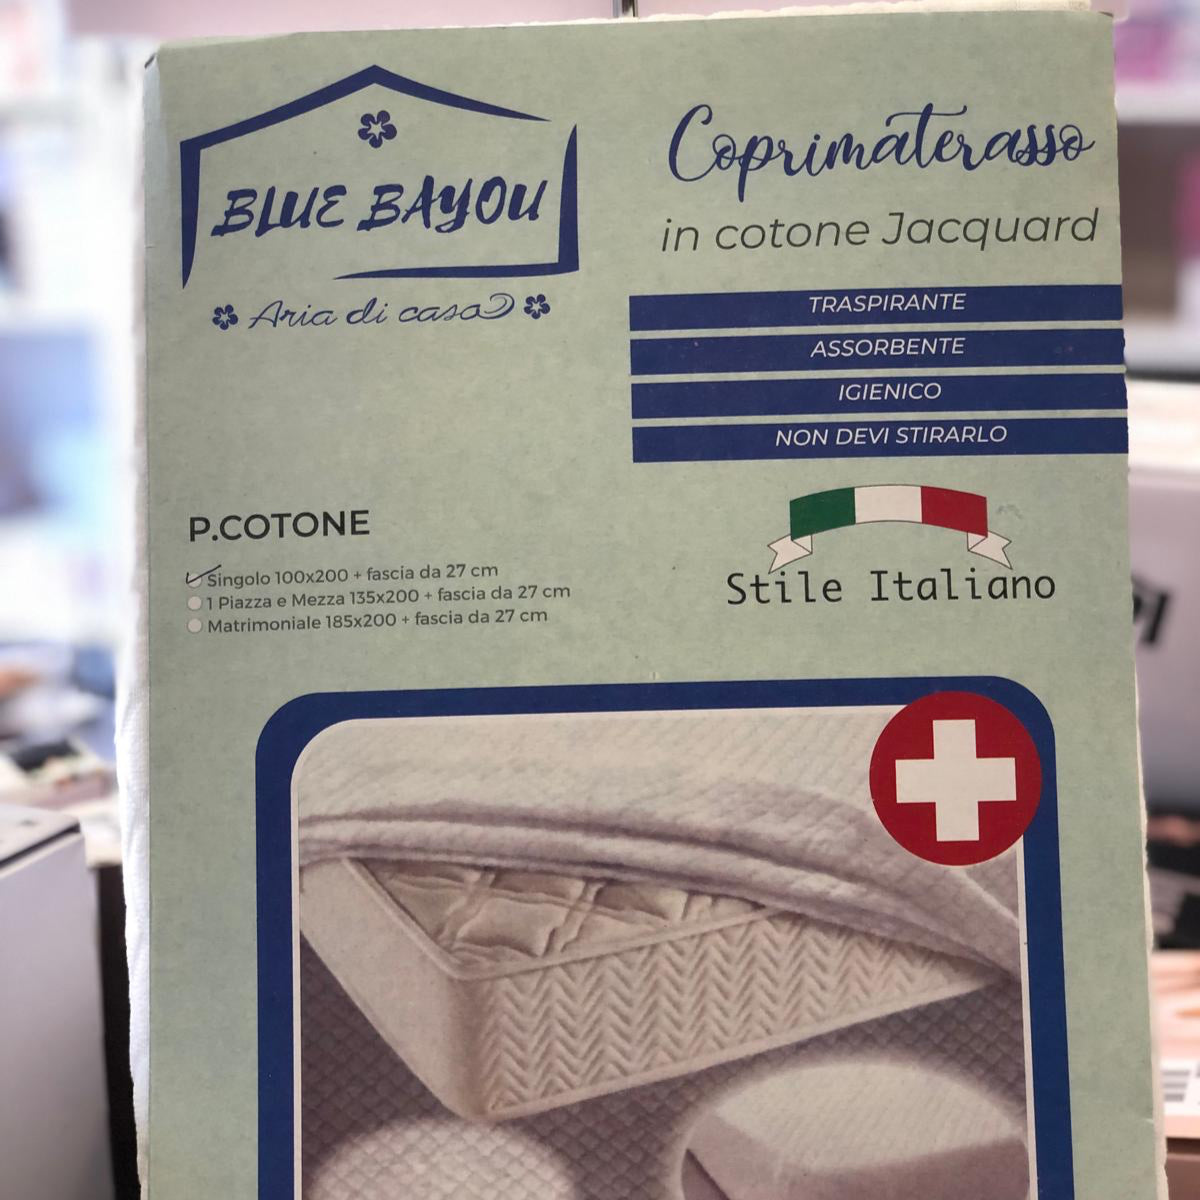 BLUE BAYOU
Aria di casa
Coprimaterasso
in cotone Jacquard
TRASPIRANTE
ASSORBENTE
IGIENICO
NON DEVI STIRARLO
P.COTONE
Singolo 100x200 + fascia da 27 cm
1 Piazza e Mezza 135x200 + fascia da 27 cm
Matrimoniale 185x200 + fascia da 27 cm
Stile Italiano